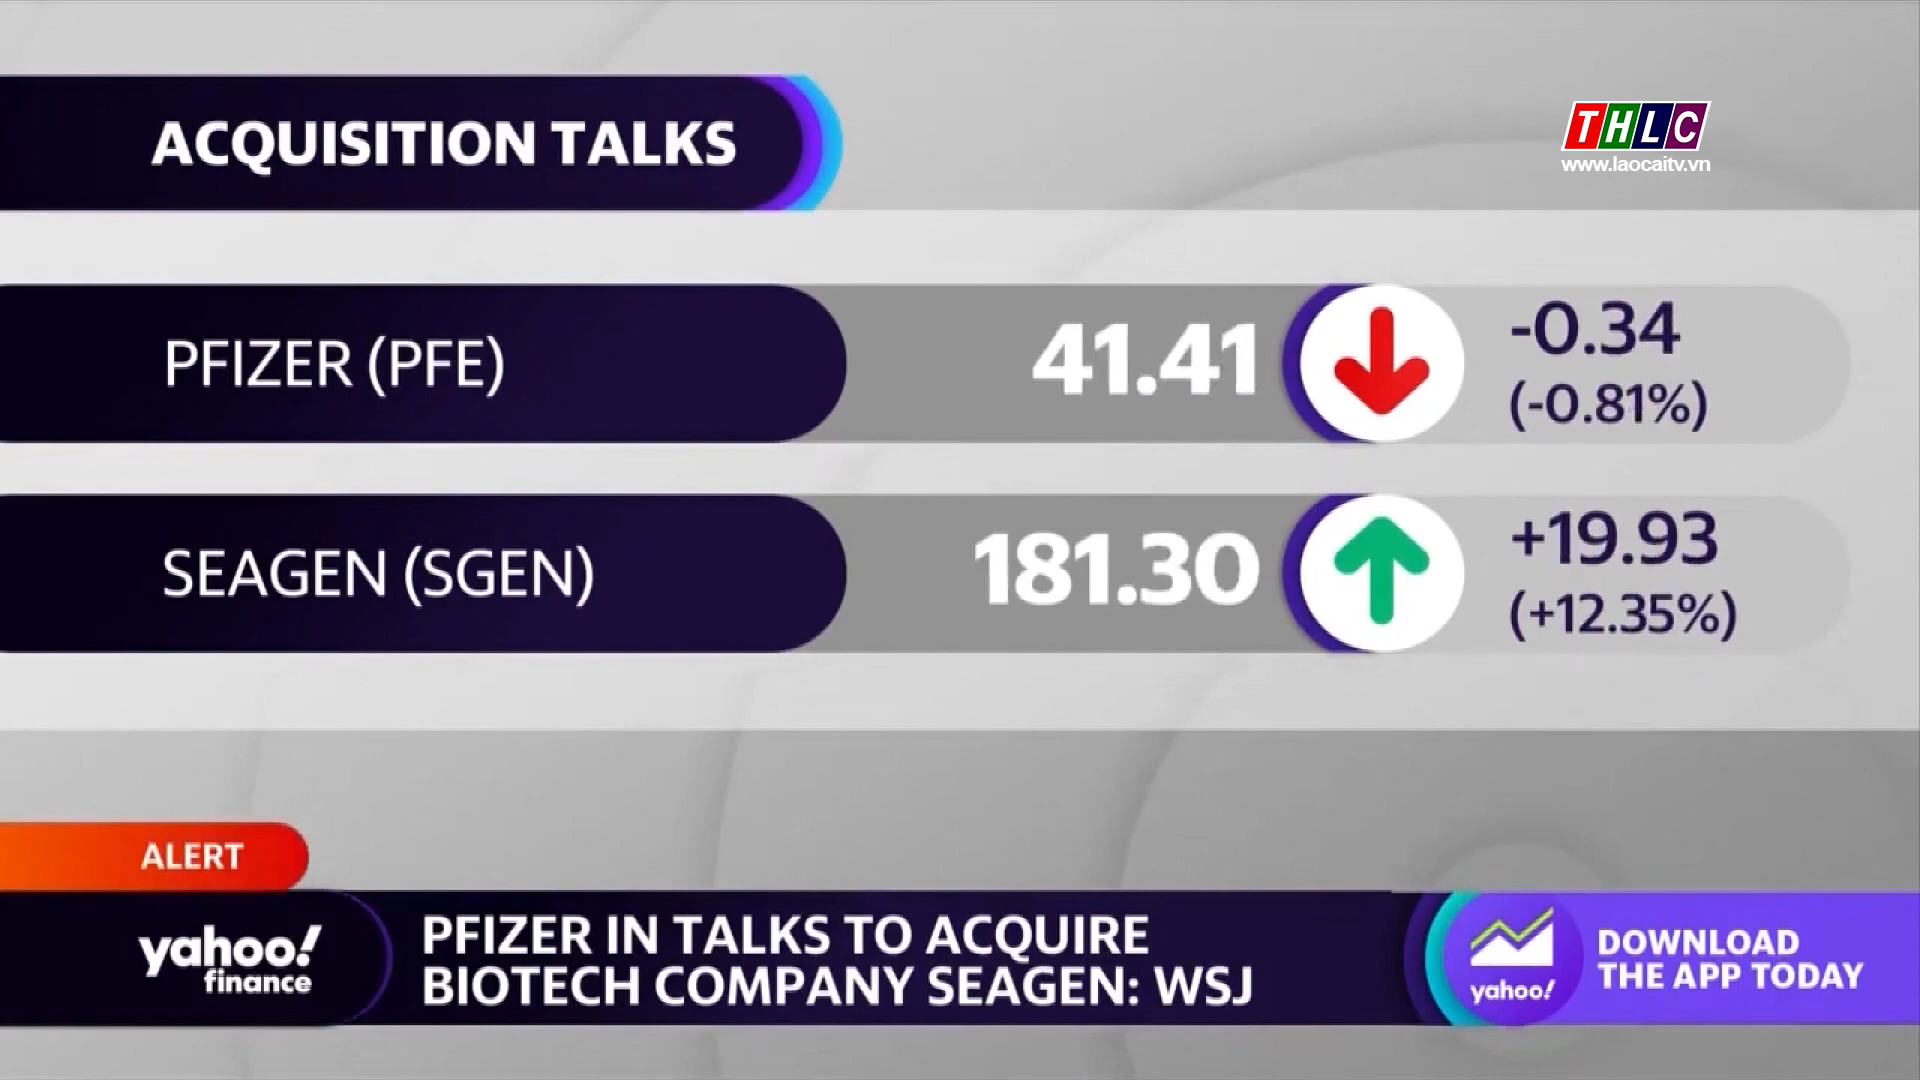 ACQUISITION TALKS
THLC
www.laocaitv.vn
PFIZER (PFE)
41.41
-0.34
(-0.81%)
SEAGEN (SGEN)
181.30
+19.93
(+12.35%)
ALERT
yahoo!
finance
PFIZER IN TALKS TO ACQUIRE
BIOTECH COMPANY SEAGEN: WSJ
yahoo!
DOWNLOAD
THE APP TODAY